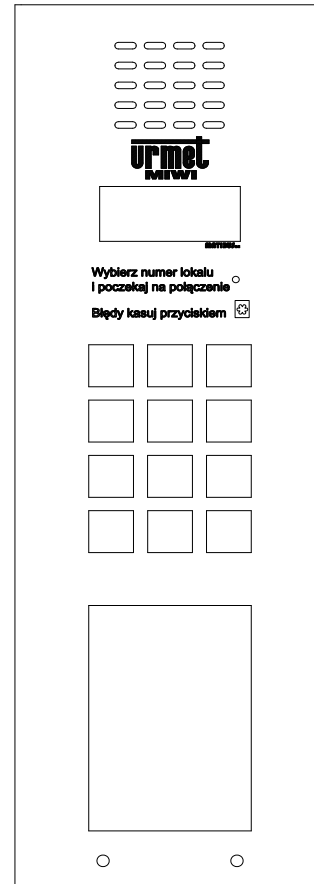 urmet
MIWI
Wybierz numer lokalu
i poczekaj na połączenie
Błędy kasuj przyciskiem